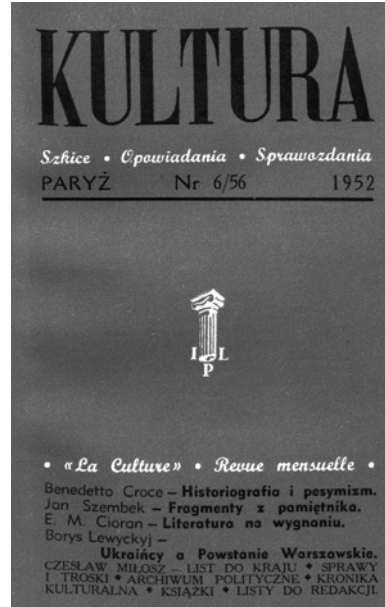 KULTURA
Szkice • Opowiadania • Sprawozdania
PARYŻ Nr 6/56 1952
I L
P
• «La Culture» • Revue mensuelle •
Benedetto Croce – Historiografia i pesymizm.
Jan Szembek – Fragmenty z pamiętnika.
E. M. Cioran – Literatura na wygnaniu.
Borys Lewyckyj –
Ukraińcy a Powstanie Warszawskie.
CZESŁAW MIŁOSZ – LIST DO KRAJU ♦ SPRAWY
I TROSKI ♦ ARCHIWUM POLITYCZNE ♦ KRONIKA
KULTURALNA ♦ KSIĄŻKI ♦ LISTY DO REDAKCJI.